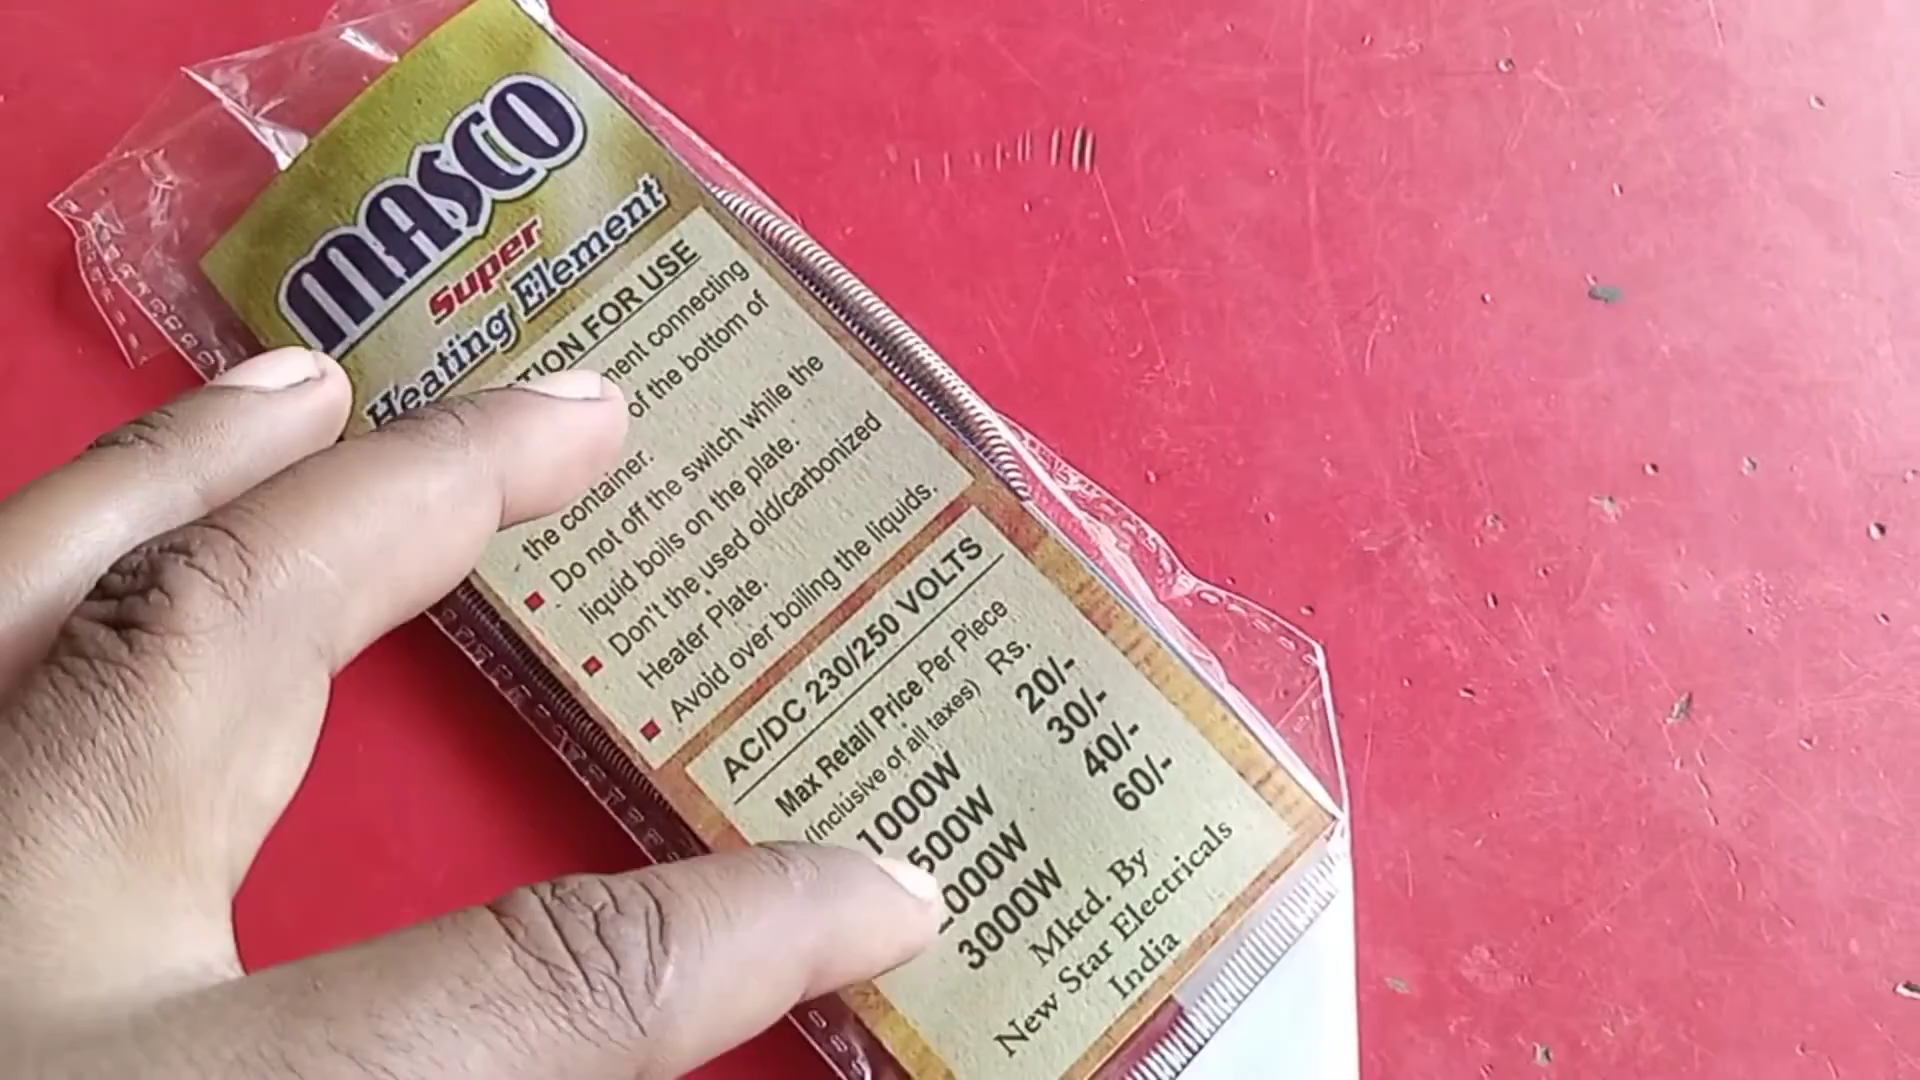 MASCO
Super
Heating Element
TION FOR USE
ment connecting
of the bottom of
the container.
Do not off the switch while the
liquid boils on the plate.
Don't the used old/carbonized
Heater Plate.
Avoid over boiling the liquids.
AC/DC 230/250 VOLTS
Max Retail Price Per Piece
(Inclusive of all taxes) Rs.
1000W 20/-
500W 30/-
000W 40/-
3000W 60/-
Mktd. By
New Star Electricals
India